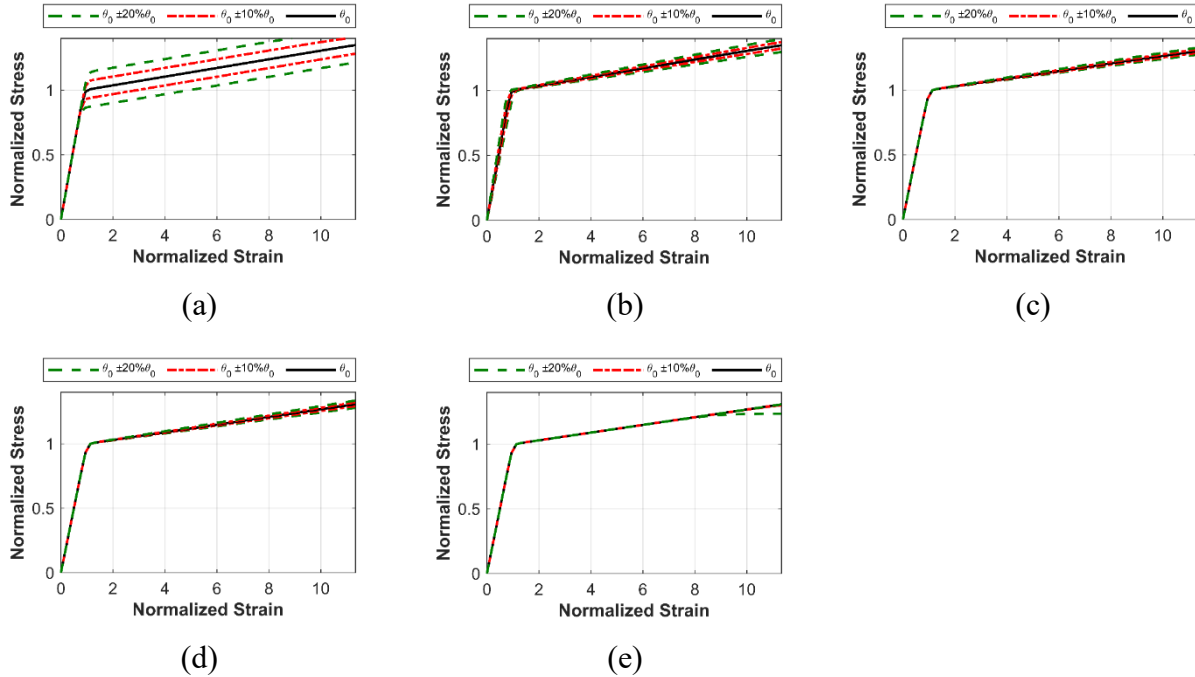 θ₀ ±20%θ₀ θ₀ ±10%θ₀ θ₀
Normalized Stress
1
0.5
0
0 2 4 6 8 10
Normalized Strain
(a)
θ₀ ±20%θ₀ θ₀ ±10%θ₀ θ₀
Normalized Stress
1
0.5
0
0 2 4 6 8 10
Normalized Strain
(b)
θ₀ ±20%θ₀ θ₀ ±10%θ₀ θ₀
Normalized Stress
1
0.5
0
0 2 4 6 8 10
Normalized Strain
(c)
θ₀ ±20%θ₀ θ₀ ±10%θ₀ θ₀
Normalized Stress
1
0.5
0
0 2 4 6 8 10
Normalized Strain
(d)
θ₀ ±20%θ₀ θ₀ ±10%θ₀ θ₀
Normalized Stress
1
0.5
0
0 2 4 6 8 10
Normalized Strain
(e)